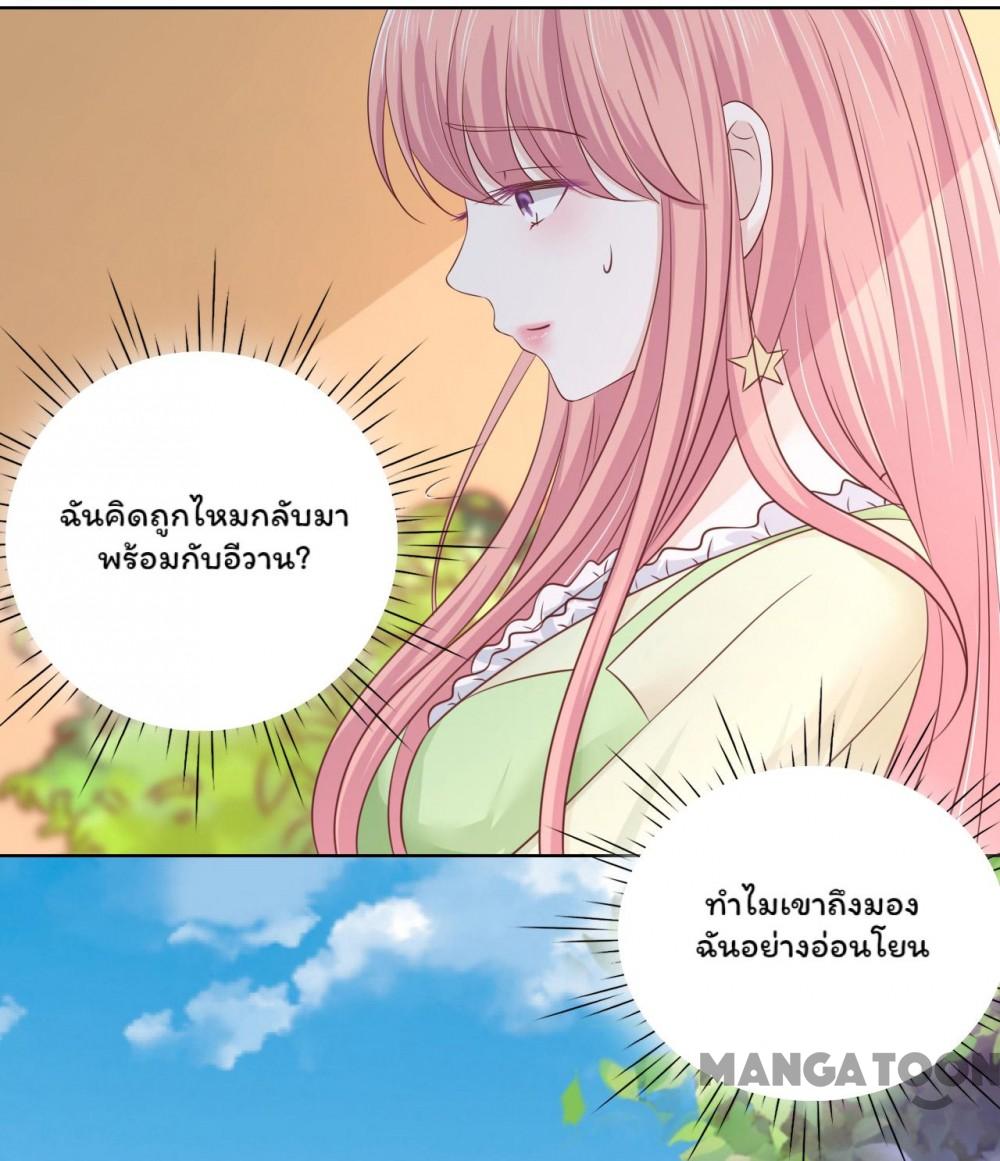 ฉันคิดถูกไหมกลับมา
พร้อมกับอีวาน?
ทำไมเขาถึงมอง
ฉันอย่างอ่อนโยน
MANGATOON